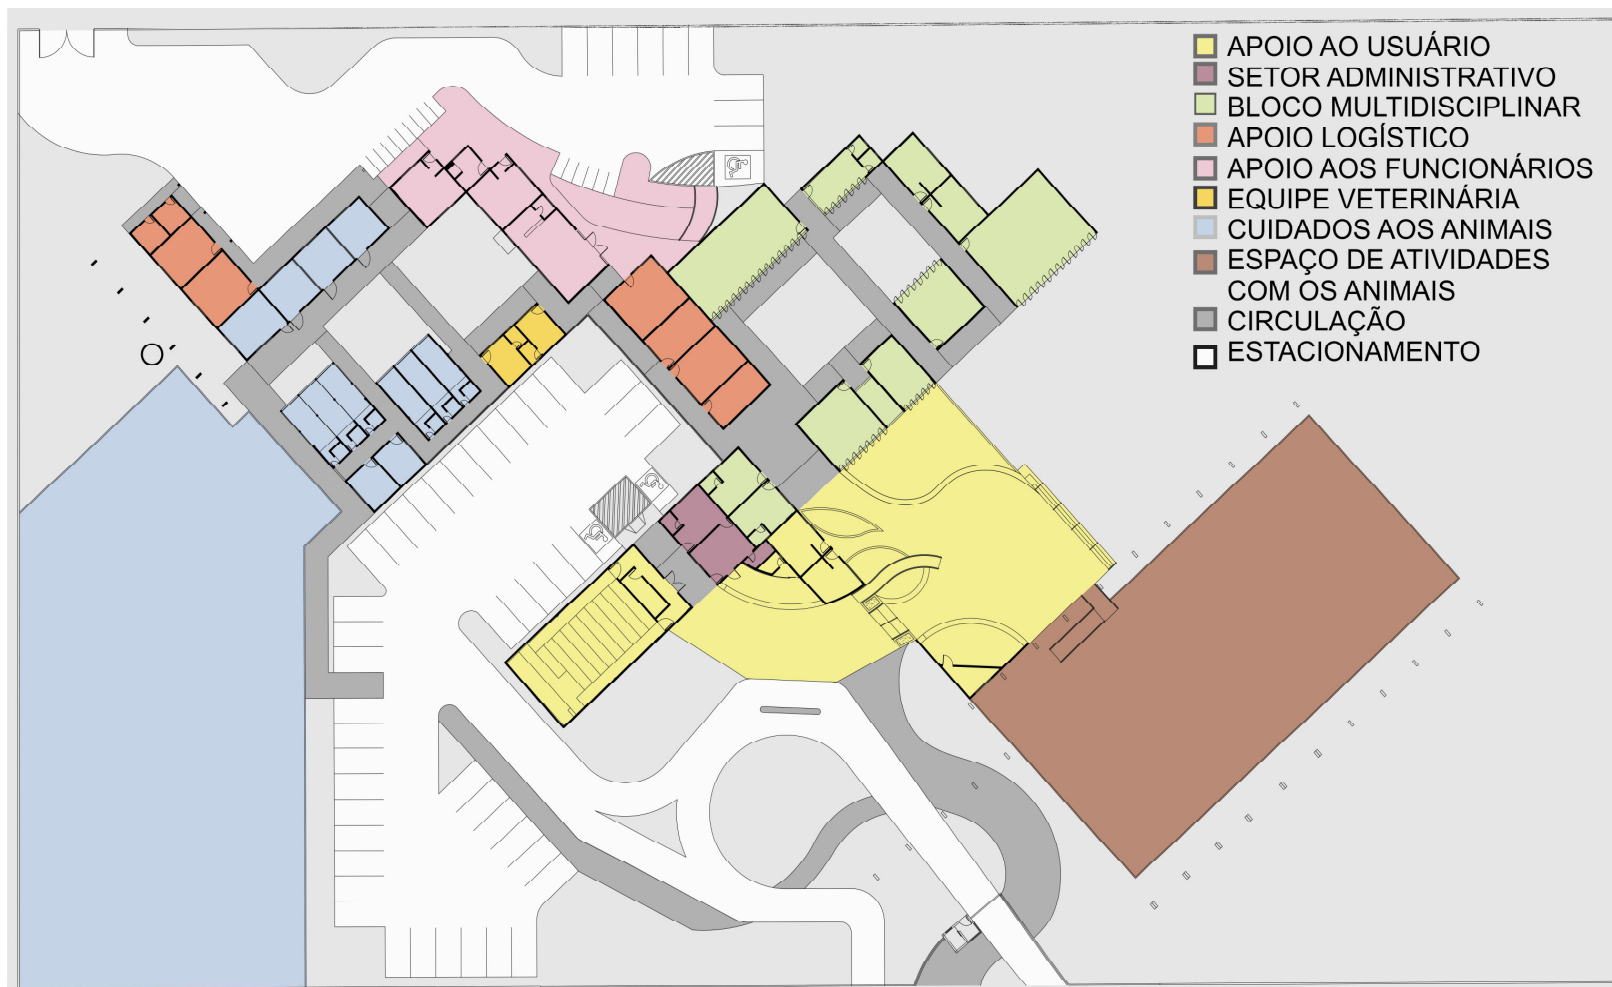 APOIO AO USUÁRIO
SETOR ADMINISTRATIVO
BLOCO MULTIDISCIPLINAR
APOIO LOGÍSTICO
APOIO AOS FUNCIONÁRIOS
EQUIPE VETERINÁRIA
CUIDADOS AOS ANIMAIS
ESPAÇO DE ATIVIDADES
COM OS ANIMAIS
CIRCULAÇÃO
ESTACIONAMENTO